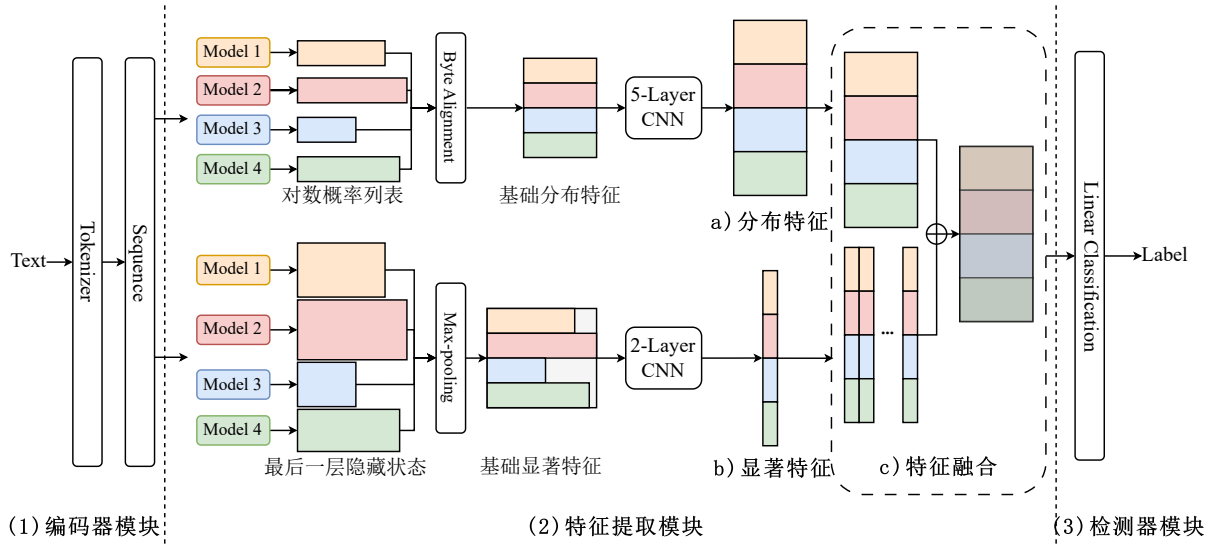 Text
Tokenizer
Sequence
Model 1
Model 2
Model 3
Model 4
对数概率列表
Byte Alignment
基础分布特征
5-Layer
CNN
a)分布特征
Model 1
Model 2
Model 3
Model 4
最后一层隐藏状态
Max-pooling
基础显著特征
2-Layer
CNN
b)显著特征
...
c)特征融合
Linear Classification
Label
(1)编码器模块
(2)特征提取模块
(3)检测器模块